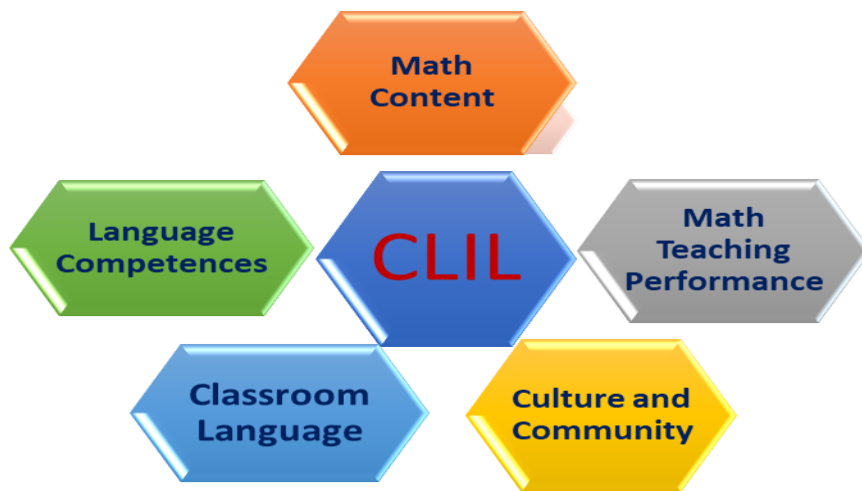 Math
Content
Language
Competences
CLIL
Math
Teaching
Performance
Classroom
Language
Culture and
Community